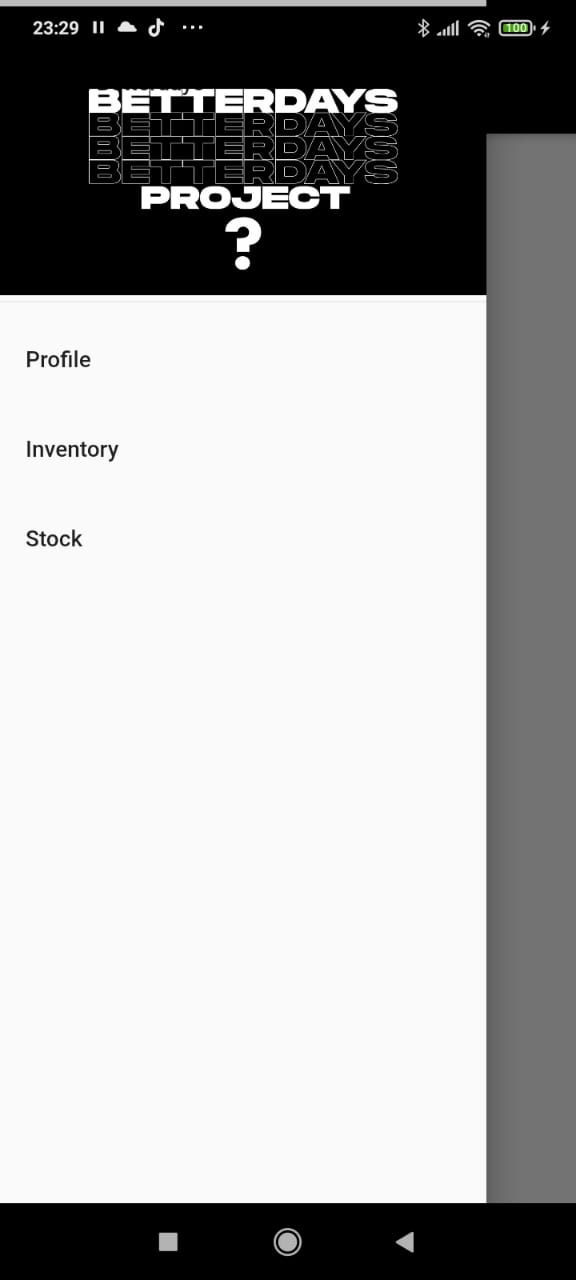 23:29
100
BETTERDAYS
BETTERDAYS
BETTERDAYS
BETTERDAYS
PROJECT
?
Profile
Inventory
Stock